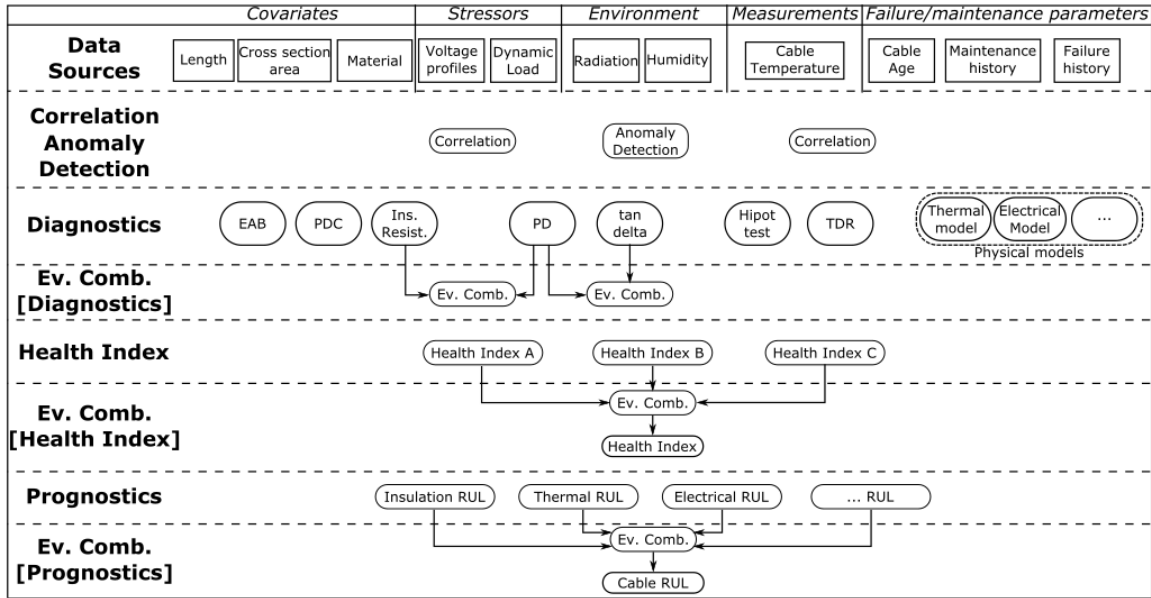 Covariates
Stressors
Environment
Measurements
Failure/maintenance parameters
Data
Sources
Length
Cross section
area
Material
Voltage
profiles
Dynamic
Load
Radiation
Humidity
Cable
Temperature
Cable
Age
Maintenance
history
Failure
history
Correlation
Anomaly
Detection
Correlation
Anomaly
Detection
Correlation
Diagnostics
EAB
PDC
Ins.
Resist.
PD
tan
delta
Hipot
test
TDR
Thermal
model
Electrical
Model
...
Physical models
Ev. Comb.
[Diagnostics]
Ev. Comb.
Ev. Comb.
Health Index
Health Index A
Health Index B
Health Index C
Ev. Comb.
[Health Index]
Ev. Comb.
Health Index
Prognostics
Insulation RUL
Thermal RUL
Electrical RUL
... RUL
Ev. Comb.
[Prognostics]
Ev. Comb.
Cable RUL